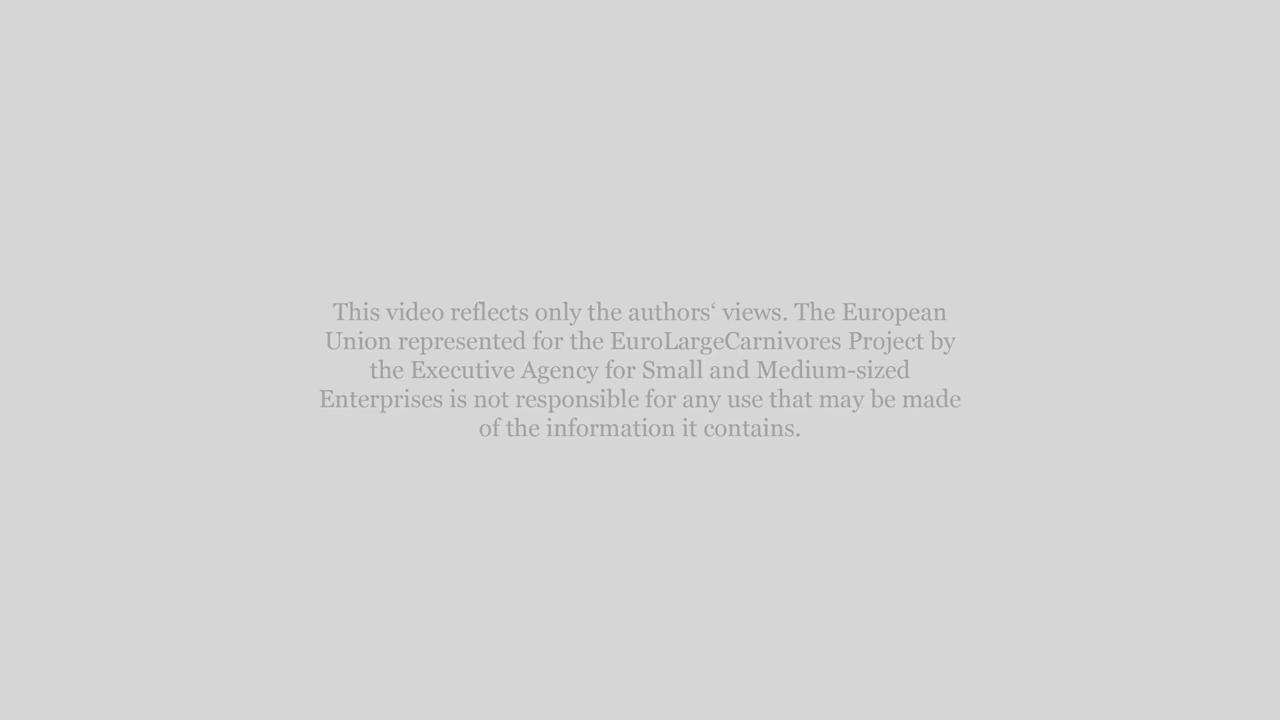 This video reflects only the authors‘ views. The European
Union represented for the EuroLargeCarnivores Project by
the Executive Agency for Small and Medium-sized
Enterprises is not responsible for any use that may be made
of the information it contains.